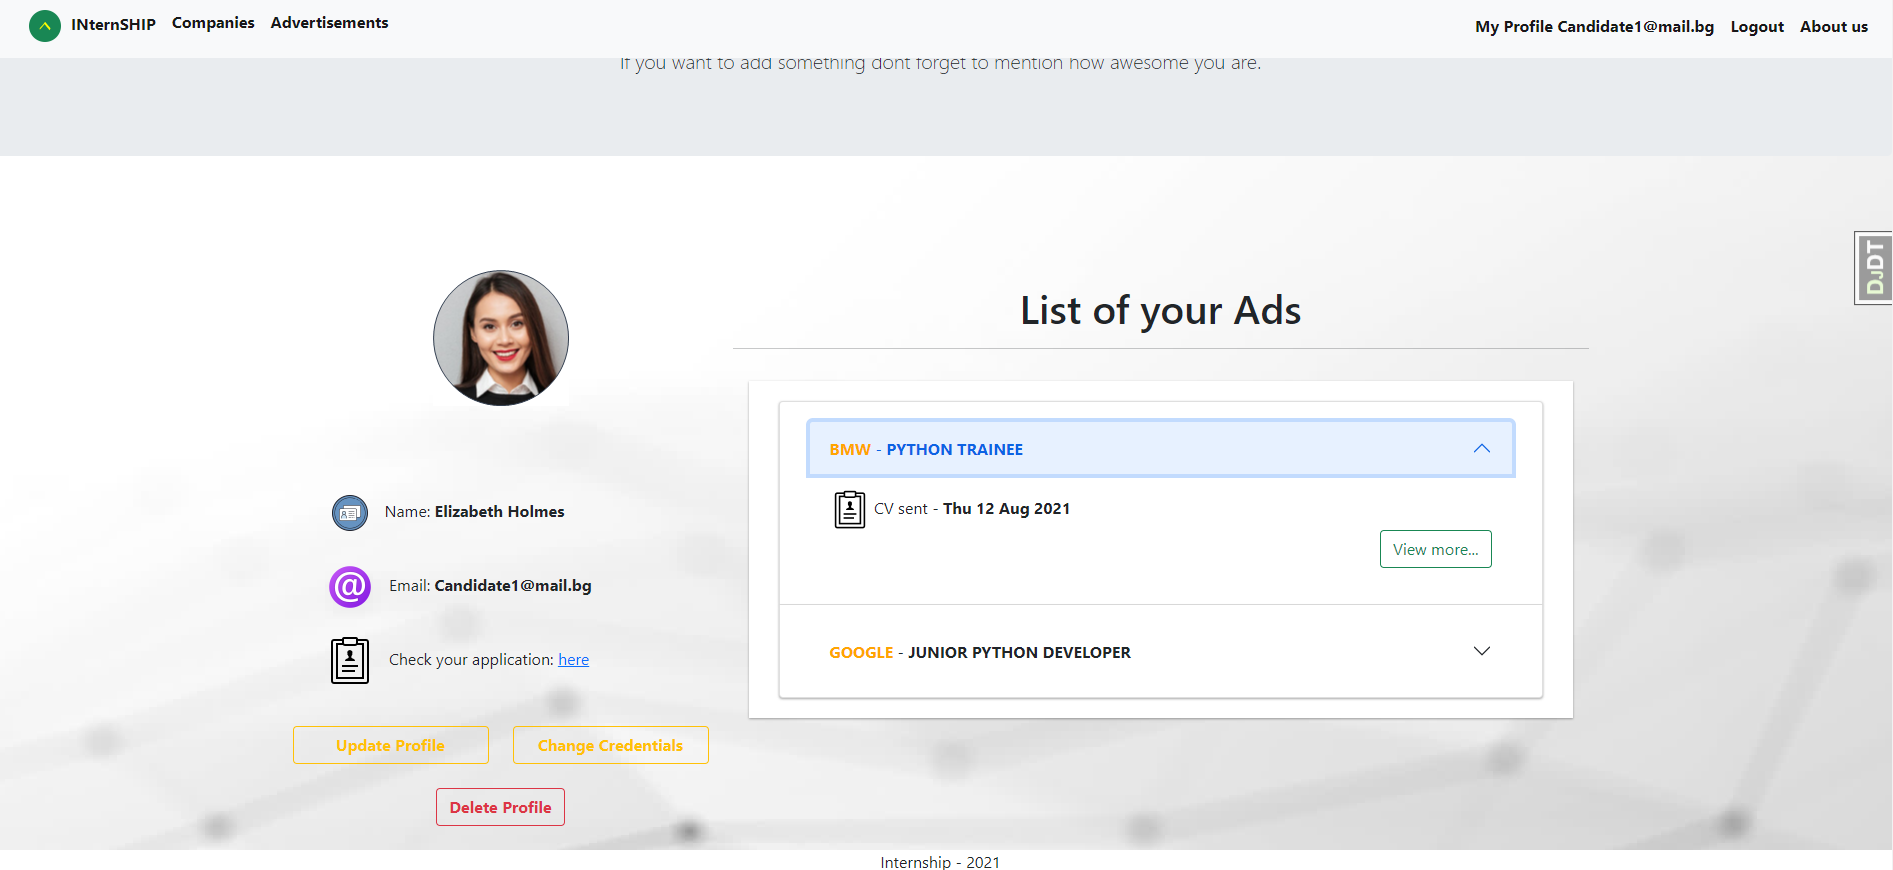 INternSHIP Companies Advertisements My Profile Candidate1@mail.bg Logout About us
If you want to add something dont forget to mention how awesome you are.
DjDT
List of your Ads
BMW - PYTHON TRAINEE
CV sent - Thu 12 Aug 2021
View more...
GOOGLE - JUNIOR PYTHON DEVELOPER
Name: Elizabeth Holmes
Email: Candidate1@mail.bg
Check your application: here
Update Profile Change Credentials
Delete Profile
Internship - 2021